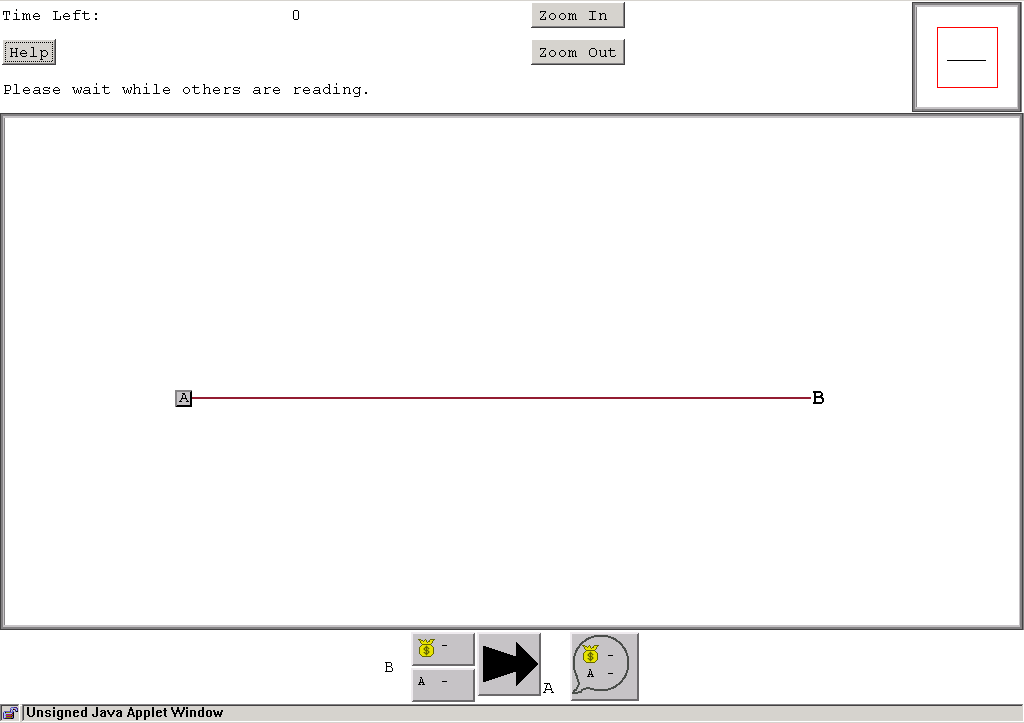 Time Left: 0 Zoom In
Help Zoom Out
Please wait while others are reading.
A B
$ -
B A -
A
$ -
A -
Unsigned Java Applet Window